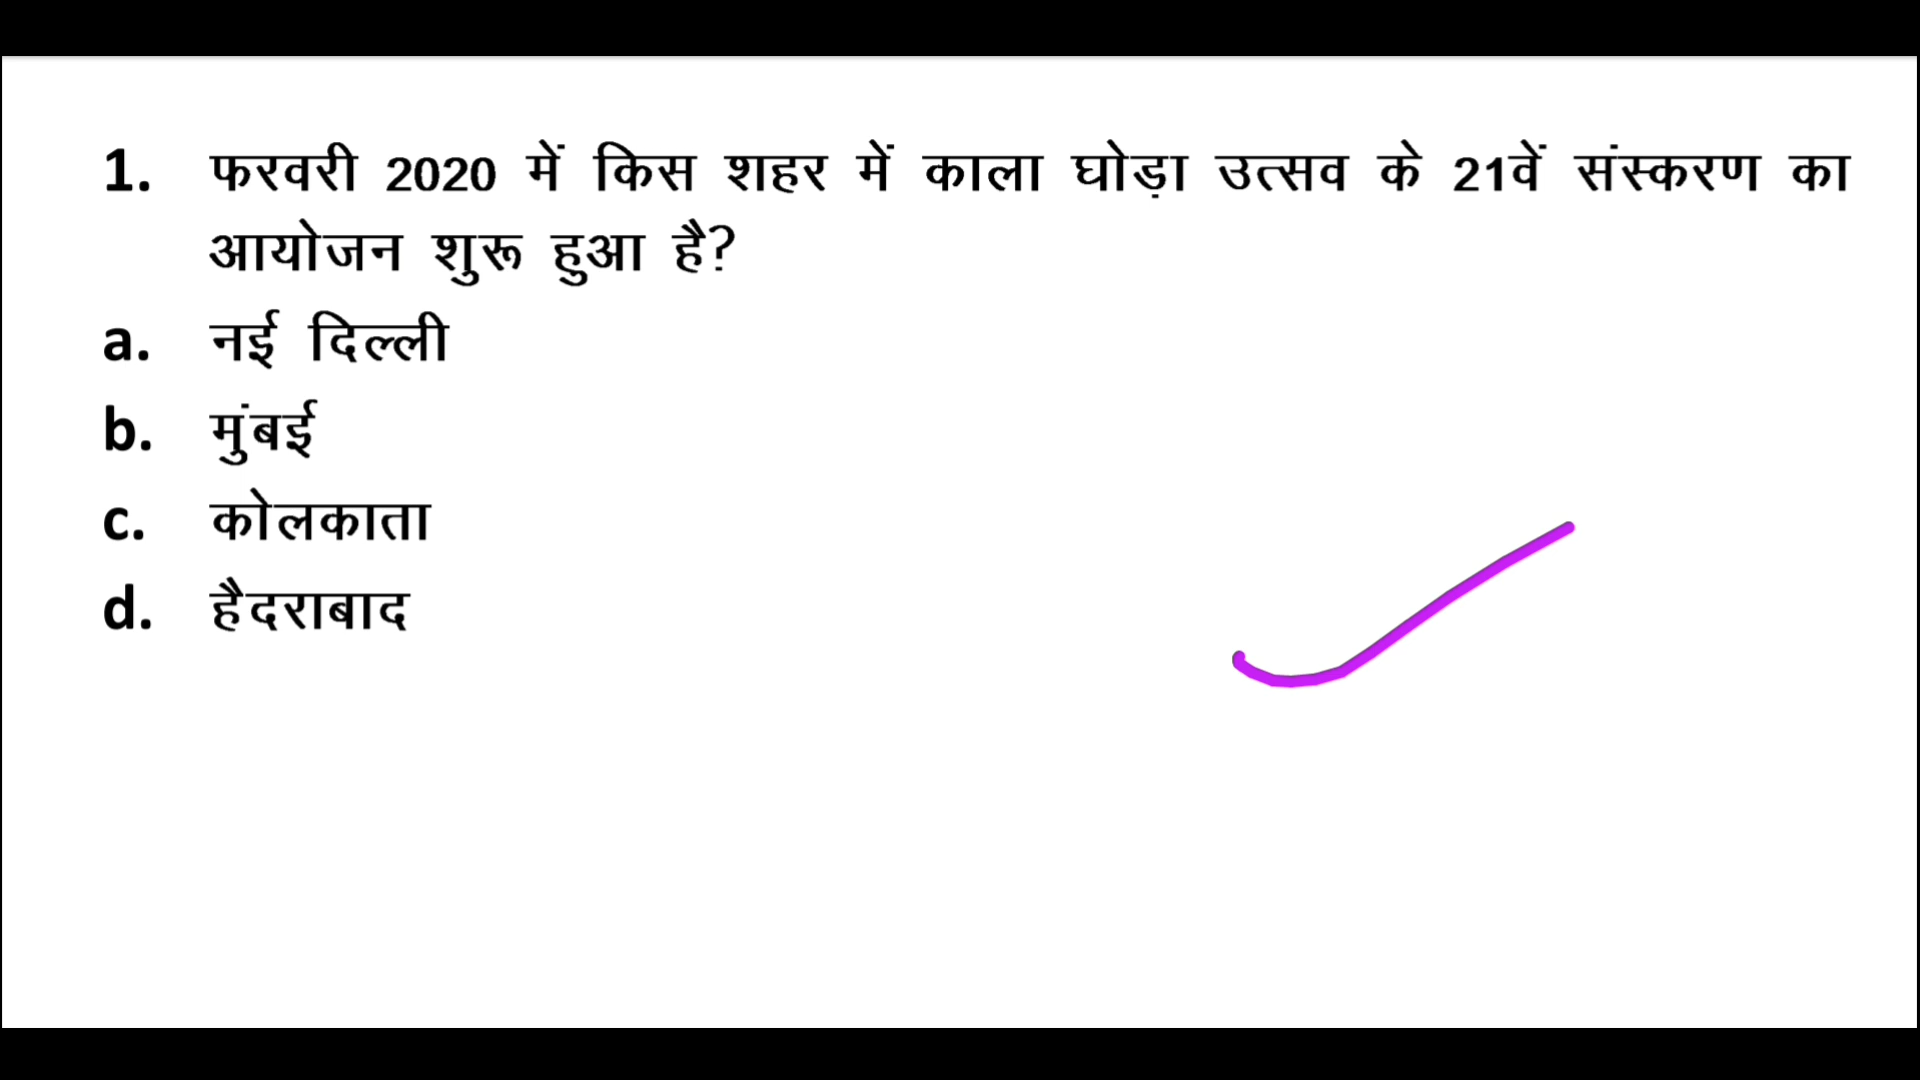 1. फरवरी 2020 में किस शहर में काला घोड़ा उत्सव के 21वें संस्करण का
आयोजन शुरू हुआ है?
a. नई दिल्ली
b. मुंबई
c. कोलकाता
d. हैदराबाद